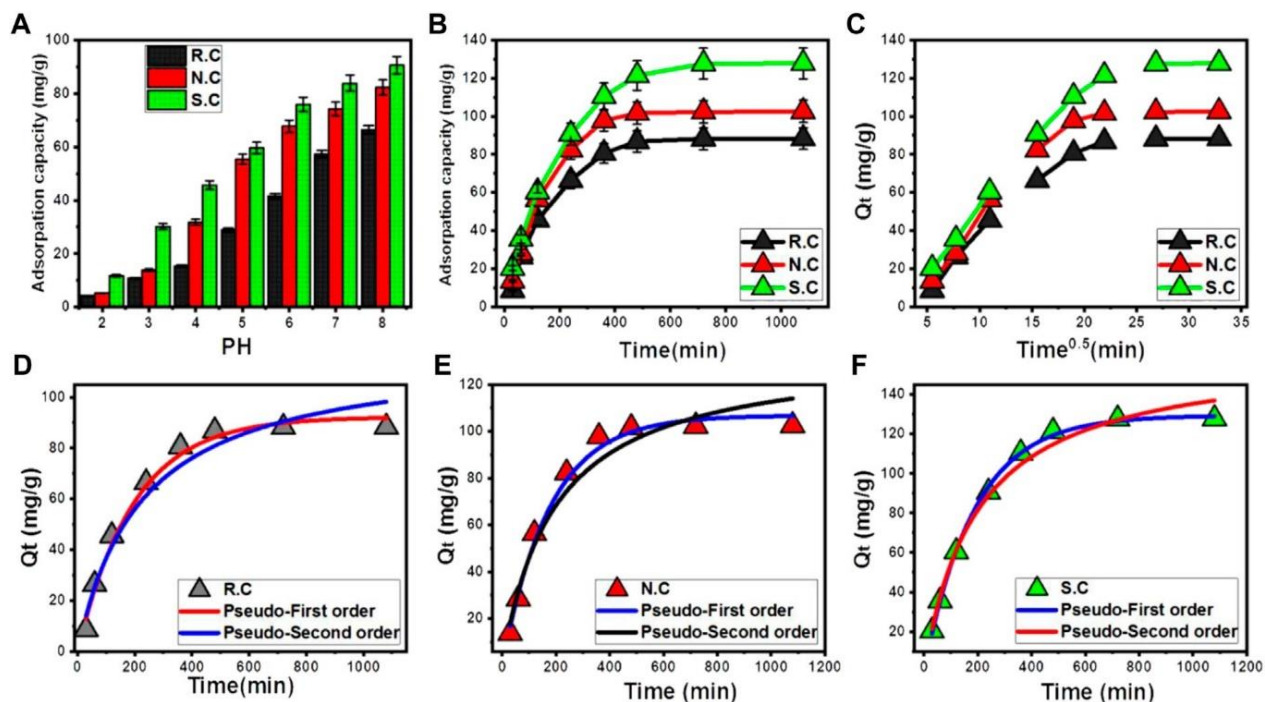 A
Adsorpation capacity (mg/g)
100
80
60
40
20
0
R.C
N.C
S.C
2 3 4 5 6 7 8
PH
B
Adsorpation capacity (mg/g)
140
120
100
80
60
40
20
0
R.C
N.C
S.C
0 200 400 600 800 1000
Time(min)
C
Qt (mg/g)
140
120
100
80
60
40
20
0
R.C
N.C
S.C
5 10 15 20 25 30 35
Time0.5(min)
D
Qt (mg/g)
100
80
60
40
20
0
R.C
Pseudo-First order
Pseudo-Second order
0 200 400 600 800 1000
Time(min)
E
Qt (mg/g)
120
100
80
60
40
20
N.C
Pseudo-First order
Pseudo-Second order
0 200 400 600 800 1000 1200
Time (min)
F
Qt (mg/g)
140
120
100
80
60
40
20
S.C
Pseudo-First order
Pseudo-Second order
0 200 400 600 800 1000 1200
Time (min)